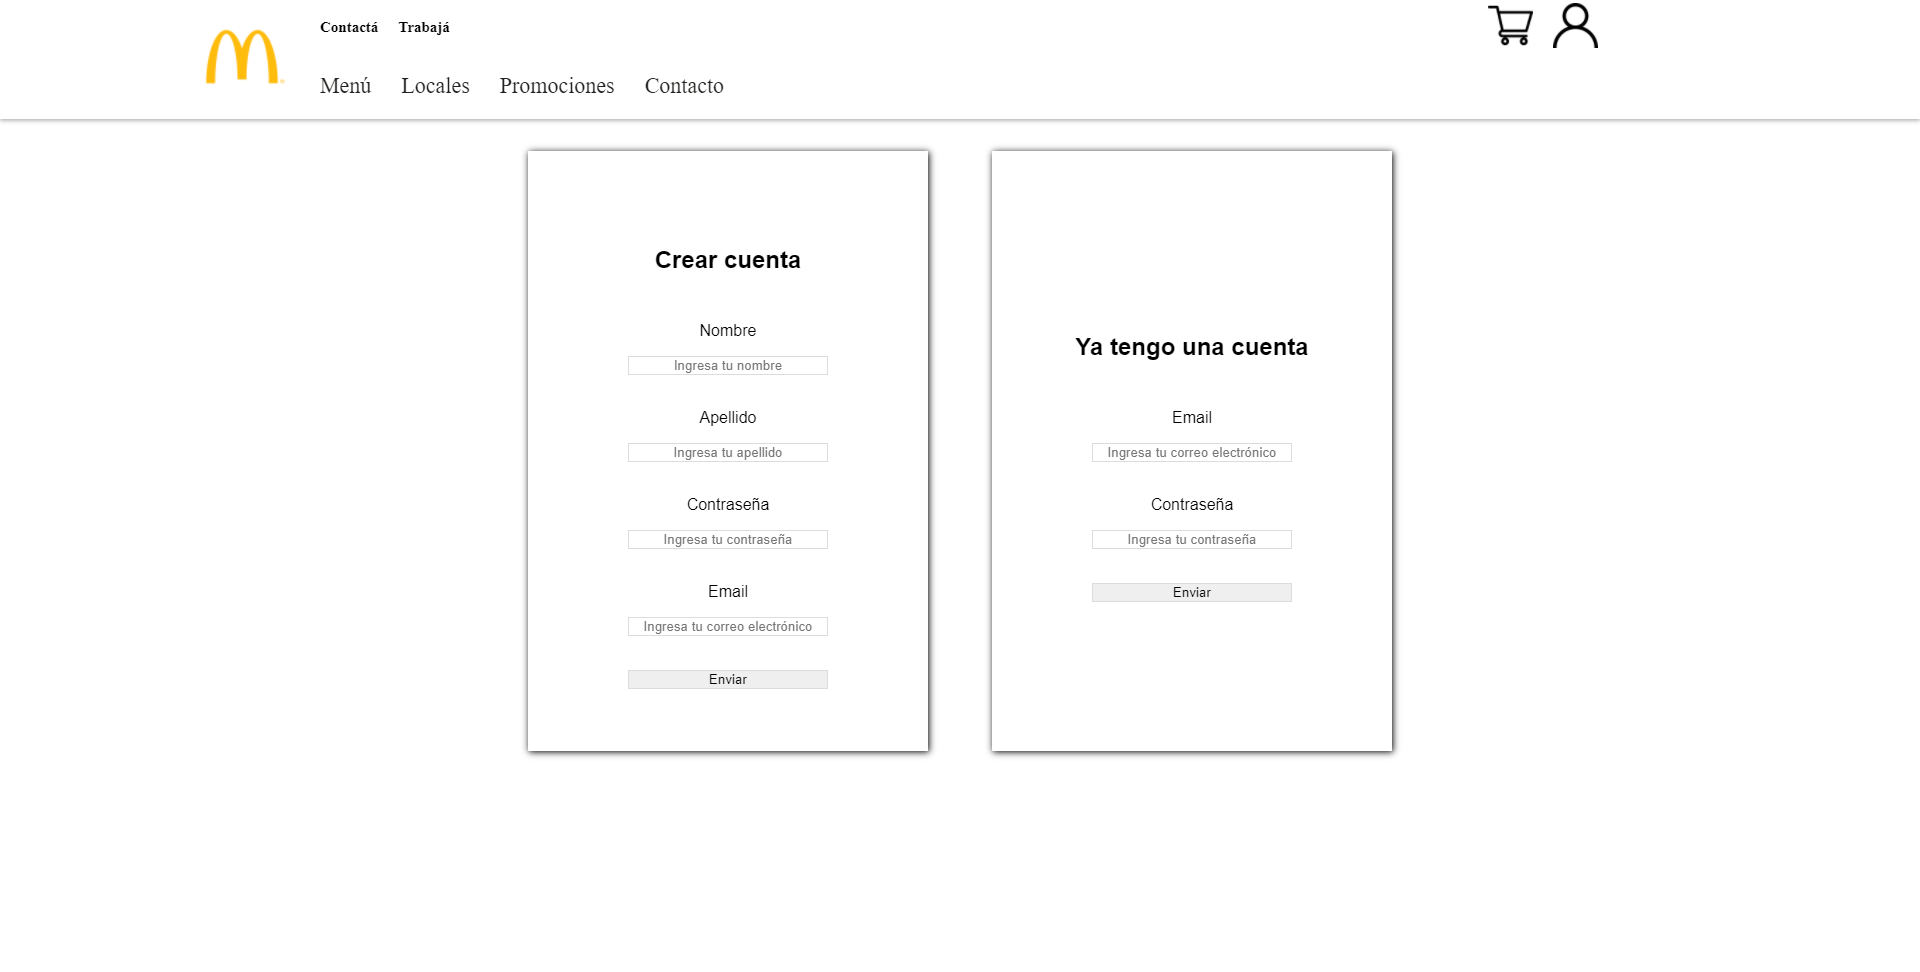 Contactá Trabajá
Menú Locales Promociones Contacto
Crear cuenta
Nombre
Ingresa tu nombre
Apellido
Ingresa tu apellido
Contraseña
Ingresa tu contraseña
Email
Ingresa tu correo electrónico
Enviar
Ya tengo una cuenta
Email
Ingresa tu correo electrónico
Contraseña
Ingresa tu contraseña
Enviar